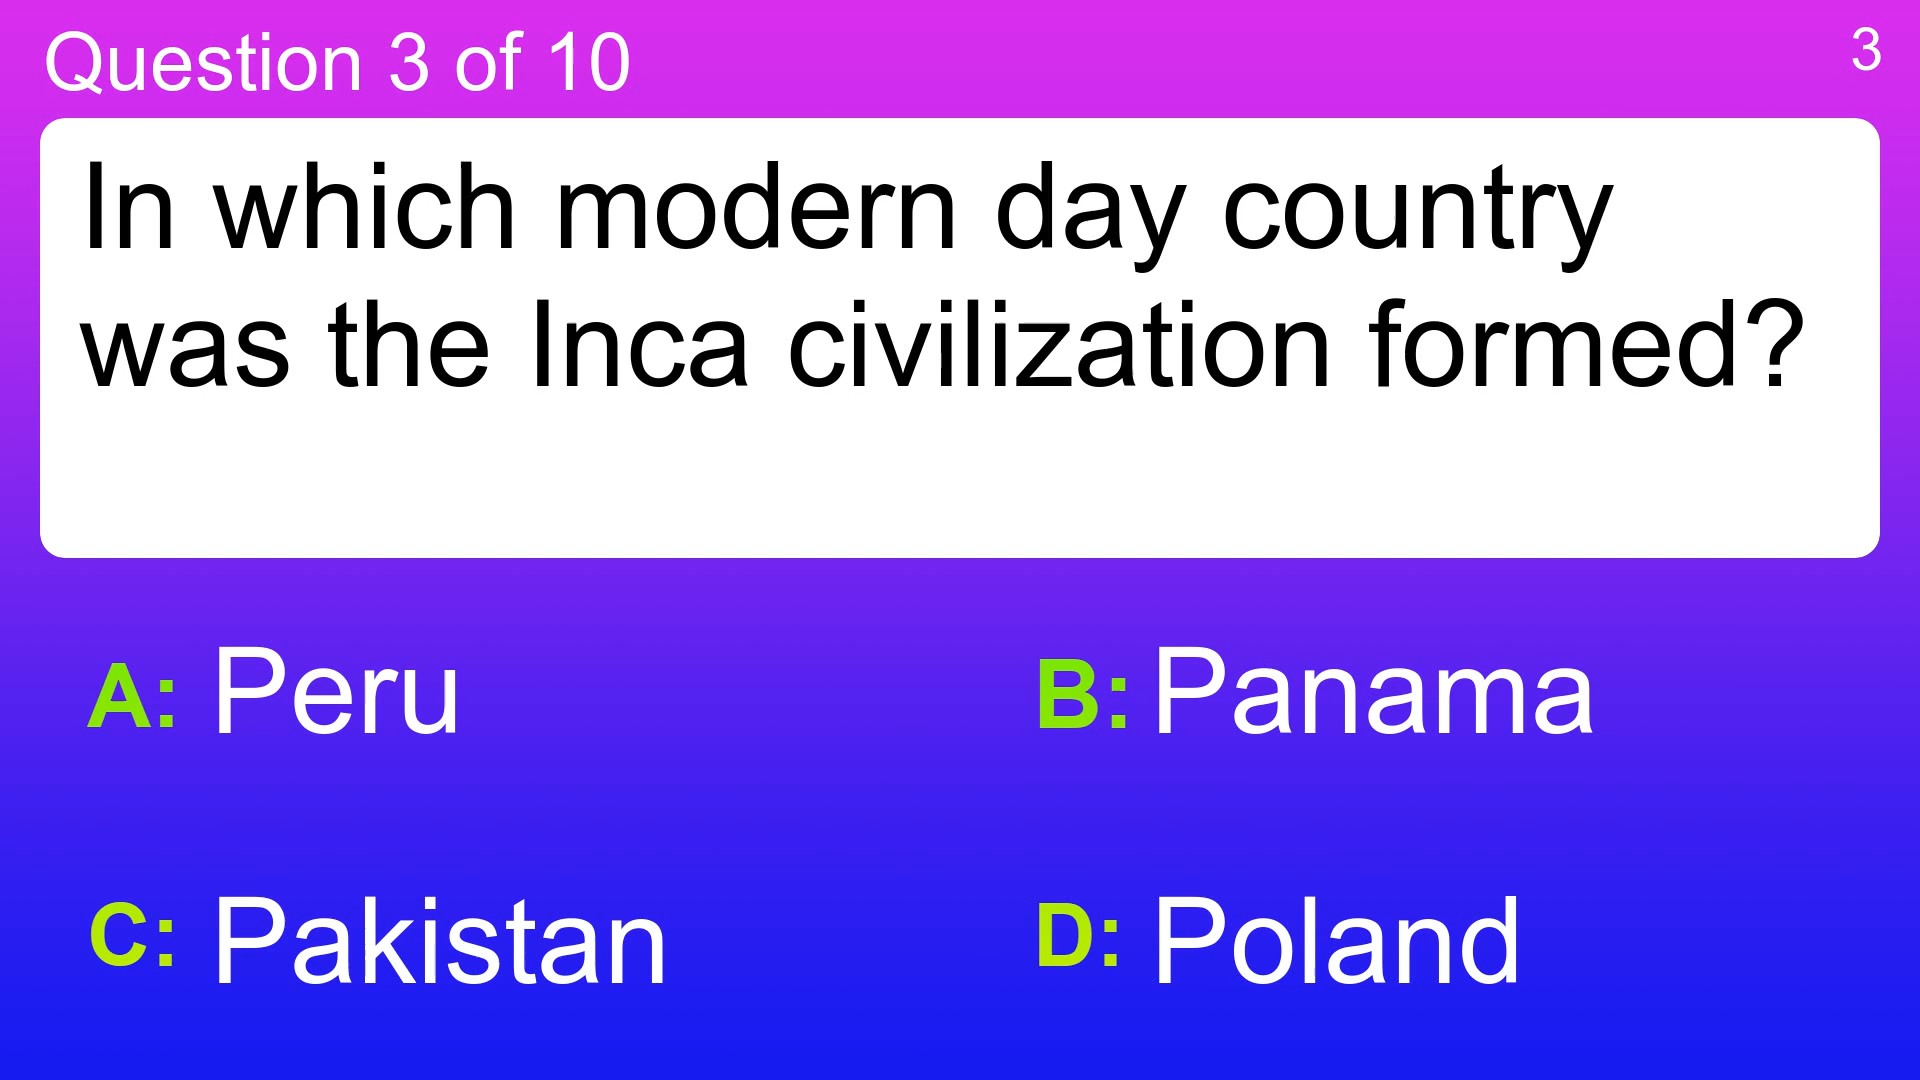 Question 3 of 10
3
In which modern day country
was the Inca civilization formed?
A: Peru
B: Panama
C: Pakistan
D: Poland